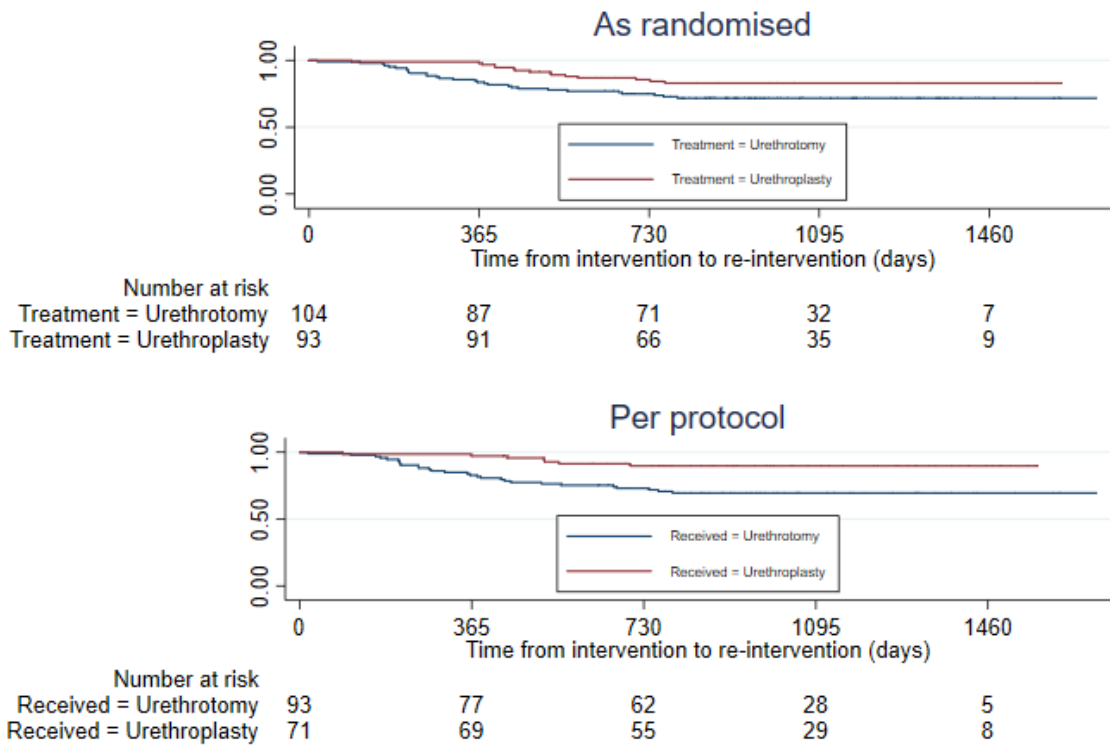 As randomised
1.00
0.50
0.00
Treatment = Urethrotomy
Treatment = Urethroplasty
0 365 730 1095 1460
Time from intervention to re-intervention (days)
Number at risk
Treatment = Urethrotomy 104 87 71 32 7
Treatment = Urethroplasty 93 91 66 35 9
Per protocol
1.00
0.50
0.00
Received = Urethrotomy
Received = Urethroplasty
0 365 730 1095 1460
Time from intervention to re-intervention (days)
Number at risk
Received = Urethrotomy 93 77 62 28 5
Received = Urethroplasty 71 69 55 29 8